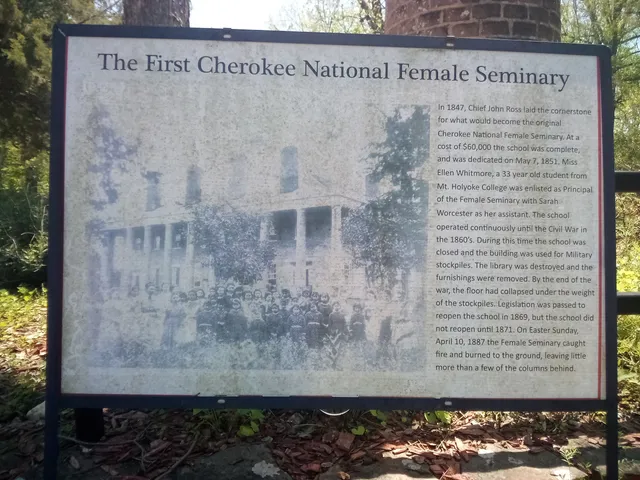 The First Cherokee National Female Seminary
In 1847, Chief John Ross laid the cornerstone
for what would become the original
Cherokee National Female Seminary. At a
cost of $60,000 the school was complete,
and was dedicated on May 7, 1851. Miss
Ellen Whitmore, a 33 year old student from
Mt. Holyoke College was enlisted as Principal
of the Female Seminary with Sarah
Worcester as her assistant. The school
operated continuously until the Civil War in
the 1860's. During this time the school was
closed and the building was used for Military
stockpiles. The library was destroyed and the
furnishings were removed. By the end of the
war, the floor had collapsed under the weight
of the stockpiles. Legislation was passed to
reopen the school in 1869, but the school did
not reopen until 1871. On Easter Sunday,
April 10, 1887 the Female Seminary caught
fire and burned to the ground, leaving little
more than a few of the columns behind.